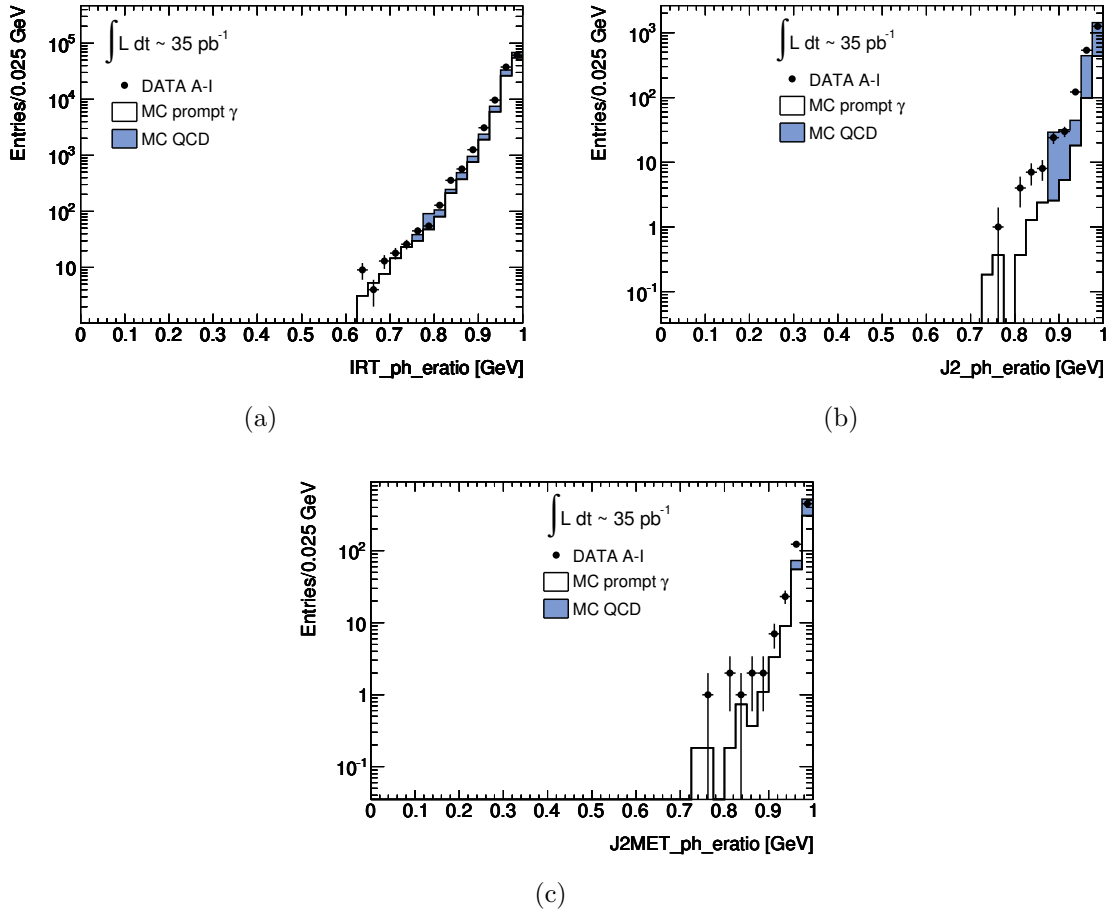 Entries/0.025 GeV
10^5
10^4
10^3
10^2
10
∫ L dt ~ 35 pb^-1
DATA A-I
MC prompt γ
MC QCD
0 0.1 0.2 0.3 0.4 0.5 0.6 0.7 0.8 0.9 1
IRT_ph_eratio [GeV]
(a)
Entries/0.025 GeV
10^3
10^2
10
1
10^-1
∫ L dt ~ 35 pb^-1
DATA A-I
MC prompt γ
MC QCD
0 0.1 0.2 0.3 0.4 0.5 0.6 0.7 0.8 0.9 1
J2_ph_eratio [GeV]
(b)
Entries/0.025 GeV
10^2
10
1
10^-1
∫ L dt ~ 35 pb^-1
DATA A-I
MC prompt γ
MC QCD
0 0.1 0.2 0.3 0.4 0.5 0.6 0.7 0.8 0.9 1
J2MET_ph_eratio [GeV]
(c)